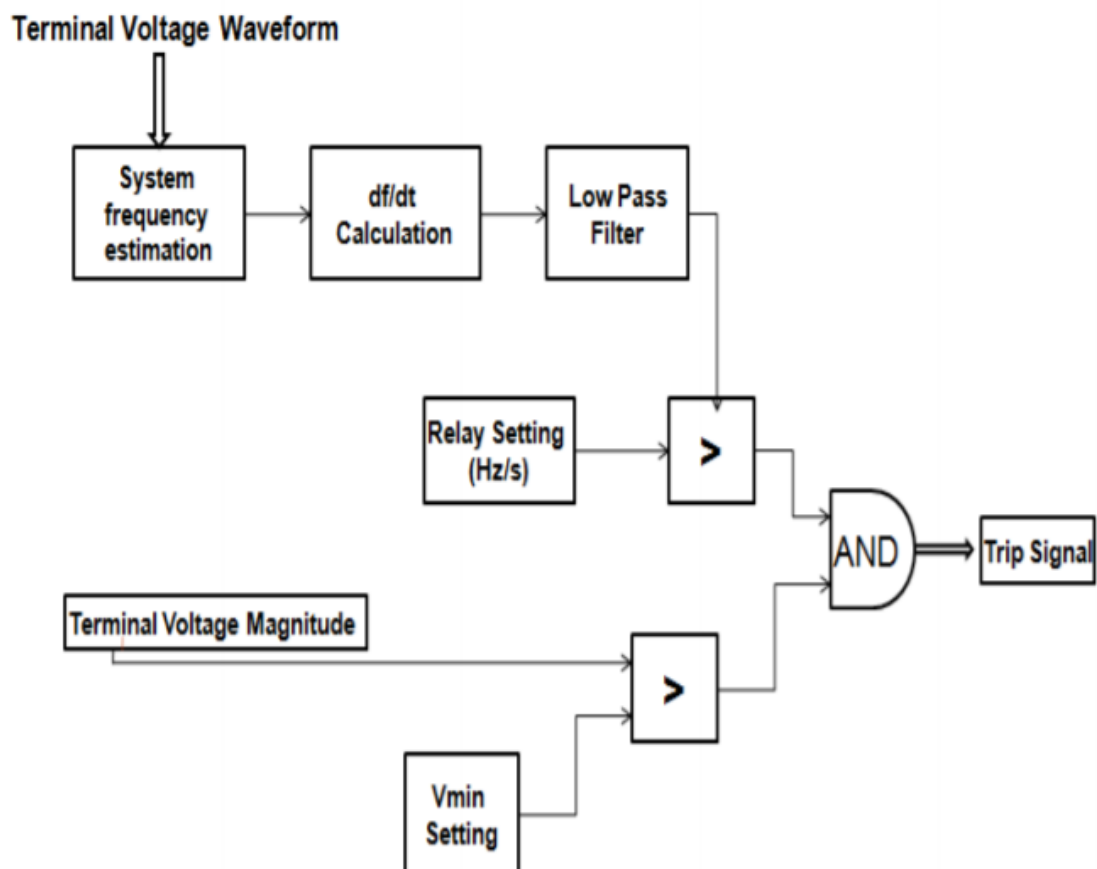 Terminal Voltage Waveform
System
frequency
estimation
df/dt
Calculation
Low Pass
Filter
Relay Setting
(Hz/s)
>
AND
Trip Signal
Terminal Voltage Magnitude
>
Vmin
Setting